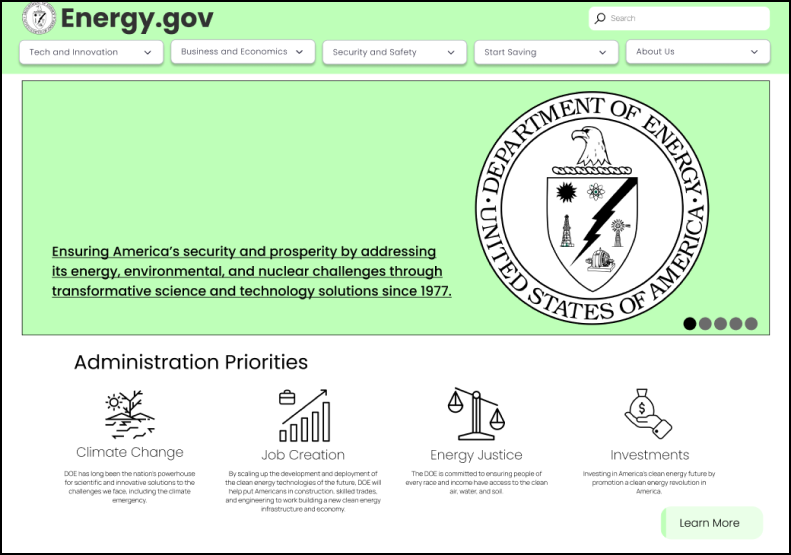 Energy.gov
Search
Tech and Innovation
Business and Economics
Security and Safety
Start Saving
About Us
DEPARTMENT OF ENERGY
UNITED STATES OF AMERICA
Ensuring America’s security and prosperity by addressing
its energy, environmental, and nuclear challenges through
transformative science and technology solutions since 1977.
Administration Priorities
Climate Change
DOE has long been the nation's powerhouse
for scientific and innovative solutions to the
challenges we face, including the climate
emergency.
Job Creation
By scaling up the development and deployment of
the clean energy technologies of the future, DOE will
help put Americans in construction, skilled trades,
and engineering to work building a new clean energy
infrastructure and economy.
Energy Justice
The DOE is committed to ensuring people of
every race and income have access to the clean
air, water, and soil.
Investments
Investing in America's clean energy future by
promotion a clean energy revolution in
America.
Learn More